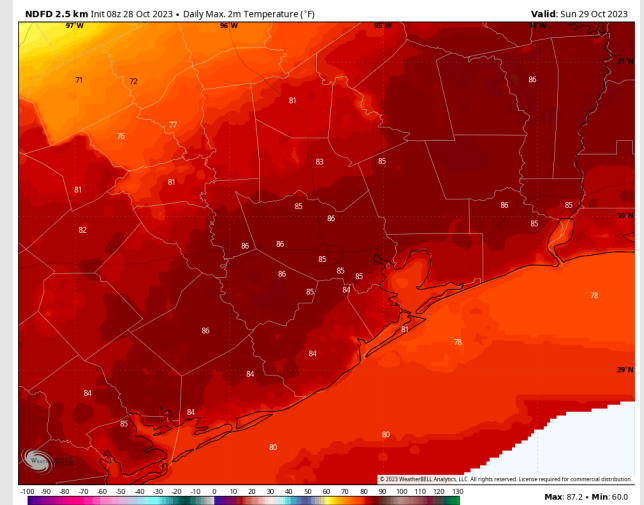 NDFD 2.5 km Init 08z 28 Oct 2023 • Daily Max. 2m Temperature (°F)
Valid: Sun 29 Oct 2023
97°W 96°W 95°W 94°W
31°N
71 72 86
81
77
76
83 85
81 81
85 86 85
86 85
30°N
82
86 86
85
86 85 85
85 84
78
86 81
78
84
29°N
84
84 84
85
80
80
© 2023 WeatherBELL Analytics, LLC. All rights reserved. License required for commercial distribution.
-100 -90 -80 -70 -60 -50 -40 -30 -20 -10 0 10 20 30 40 50 60 70 80 90 100 110 120 130
Max: 87.2 • Min: 60.0